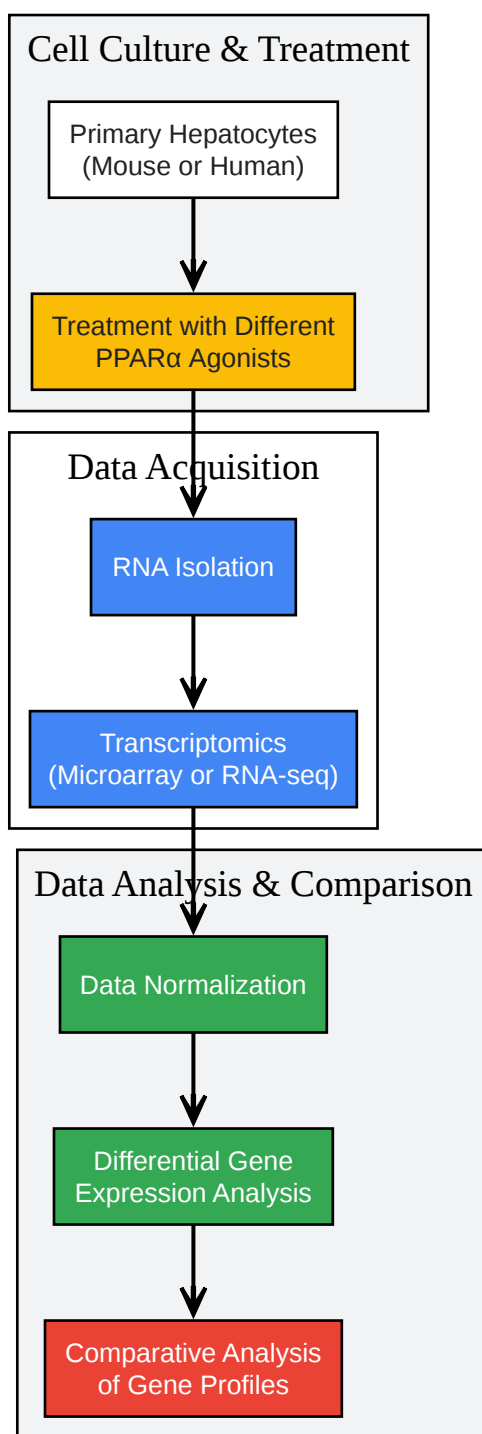 Cell Culture & Treatment
Primary Hepatocytes
(Mouse or Human)
Treatment with Different
PPARα Agonists
Data Acquisition
RNA Isolation
Transcriptomics
(Microarray or RNA-seq)
Data Analysis & Comparison
Data Normalization
Differential Gene
Expression Analysis
Comparative Analysis
of Gene Profiles